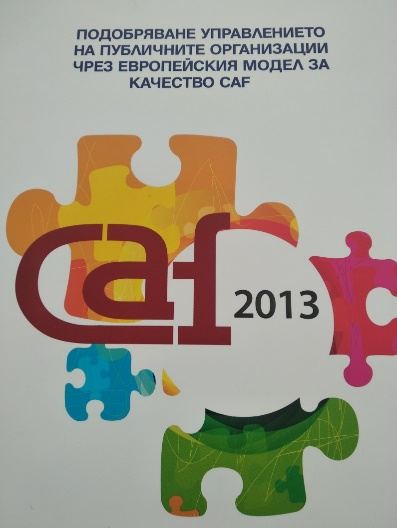 ПОДОБРЯВАНЕ УПРАВЛЕНИЕТО
НА ПУБЛИЧНИТЕ ОРГАНИЗАЦИИ
ЧРЕЗ ЕВРОПЕЙСКИЯ МОДЕЛ ЗА
КАЧЕСТВО CAF
Caf 2013